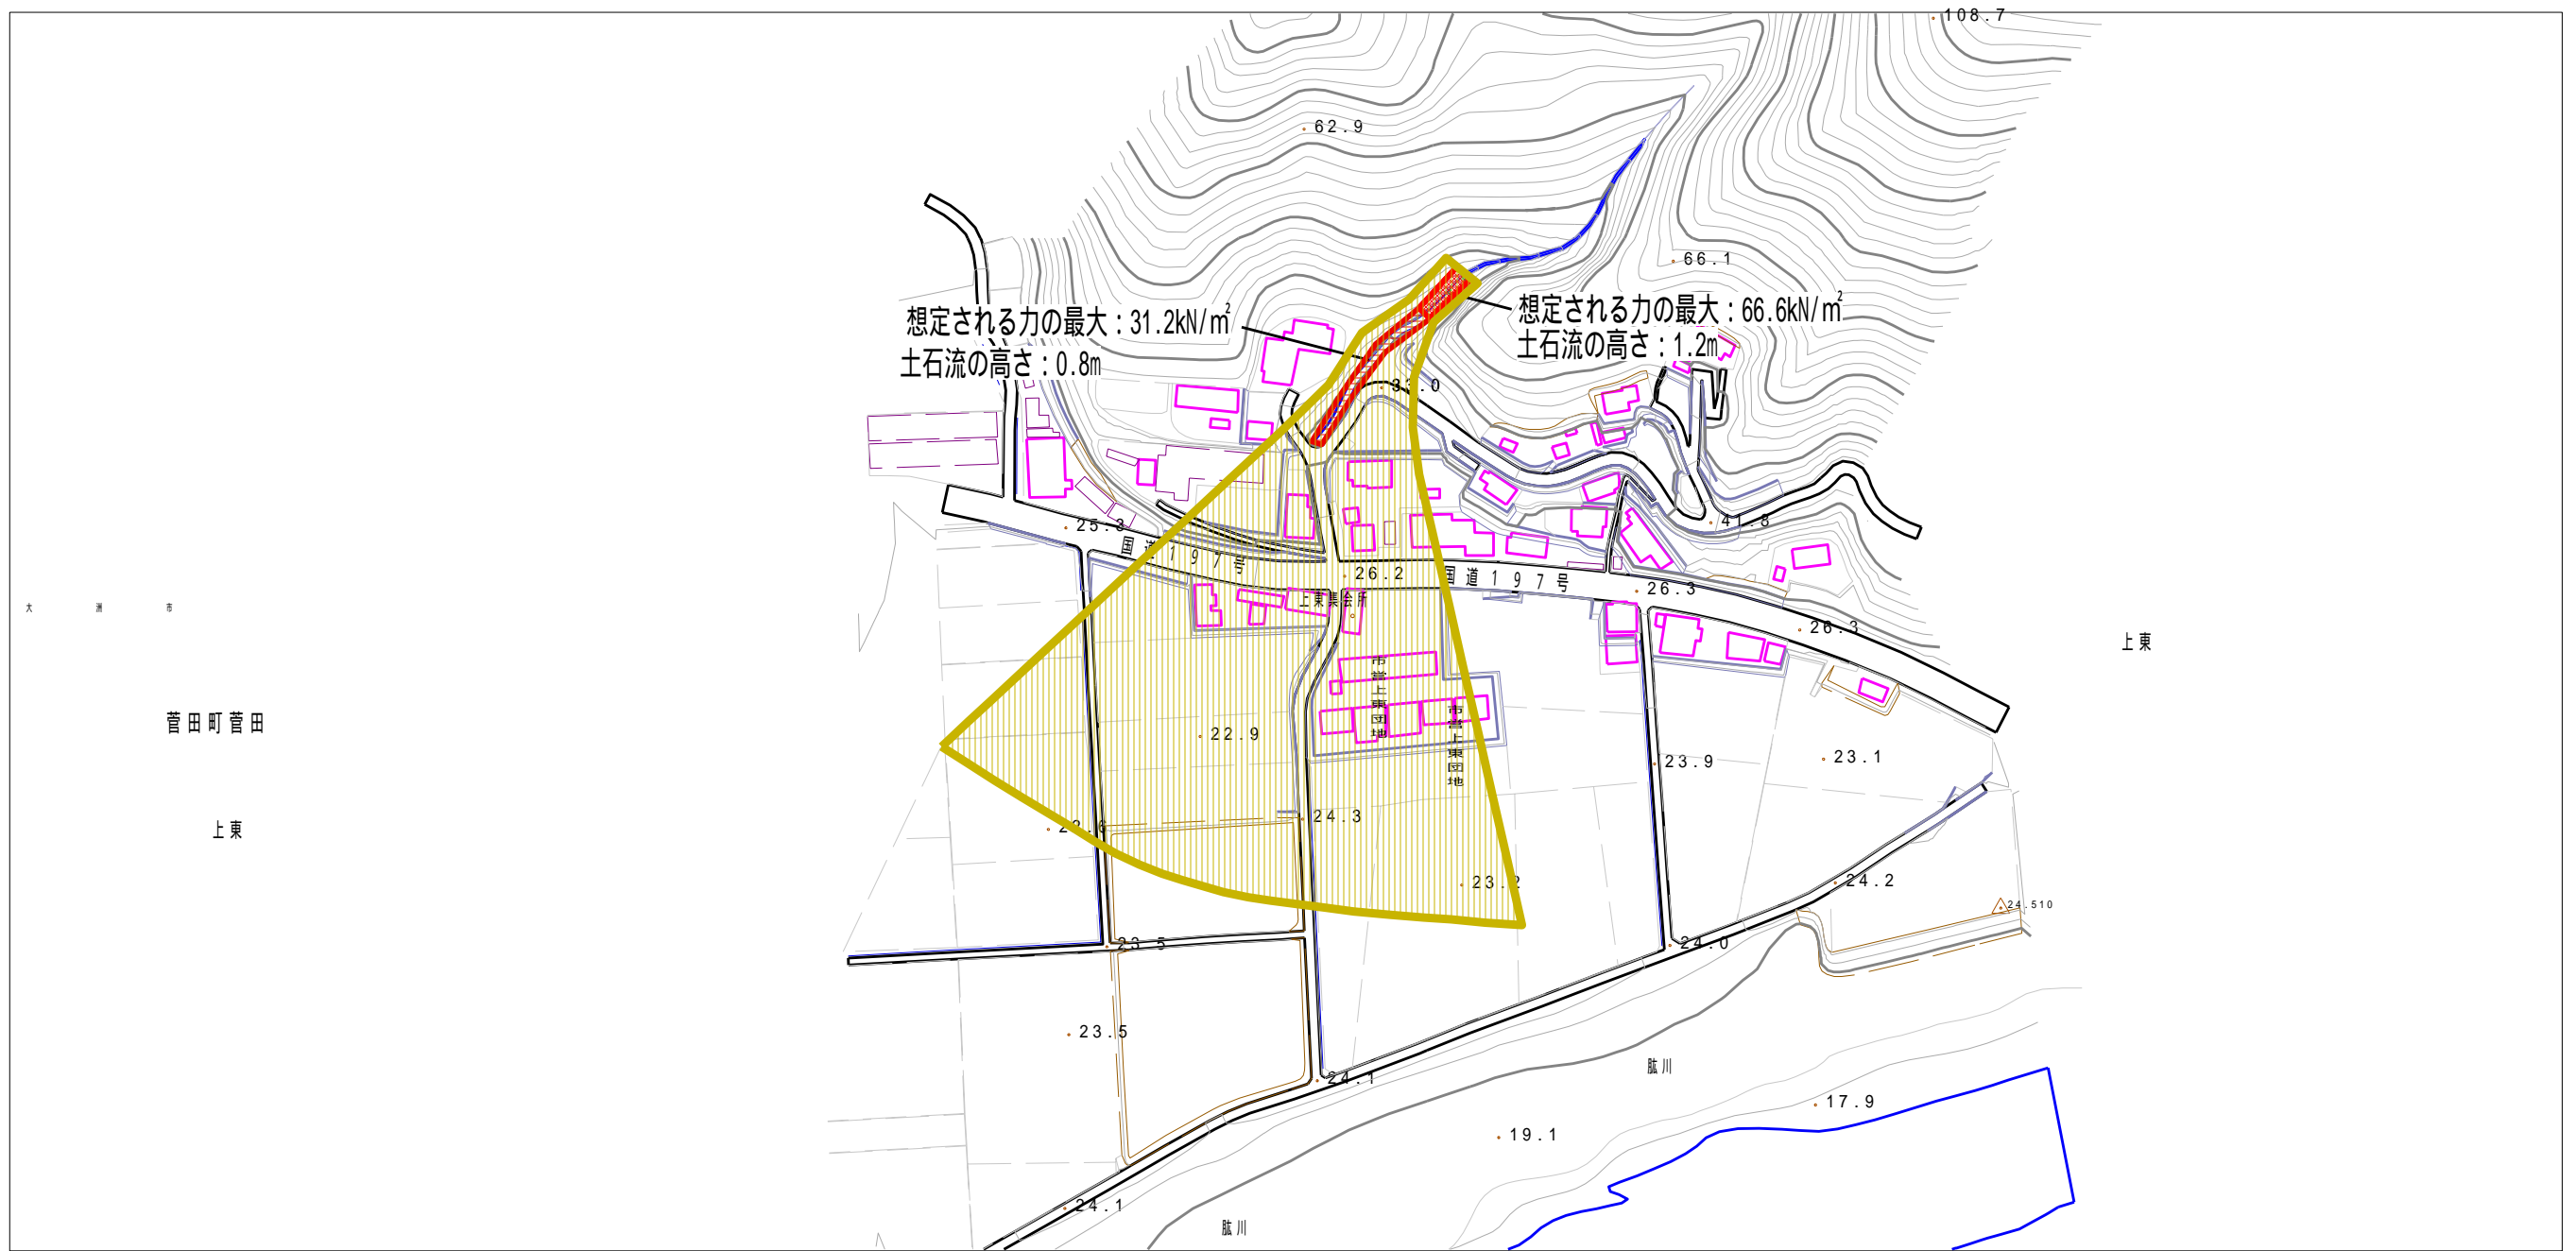 108.7
62.9
66.1
想定される力の最大：31.2kN/㎡
土石流の高さ：0.8m
想定される力の最大：66.6kN/㎡
土石流の高さ：1.2m
33.0
25.3
41.8
国道197号
26.2
国道197号
26.3
上東集会所
大洲市
26.3
上東
市営上東団地
市営上東団地
菅田町菅田
22.9
23.9
23.1
上東
22.6
24.3
23.2
24.2
24.510
23.5
24.0
23.5
肱川
24.1
17.9
19.1
24.1
肱川